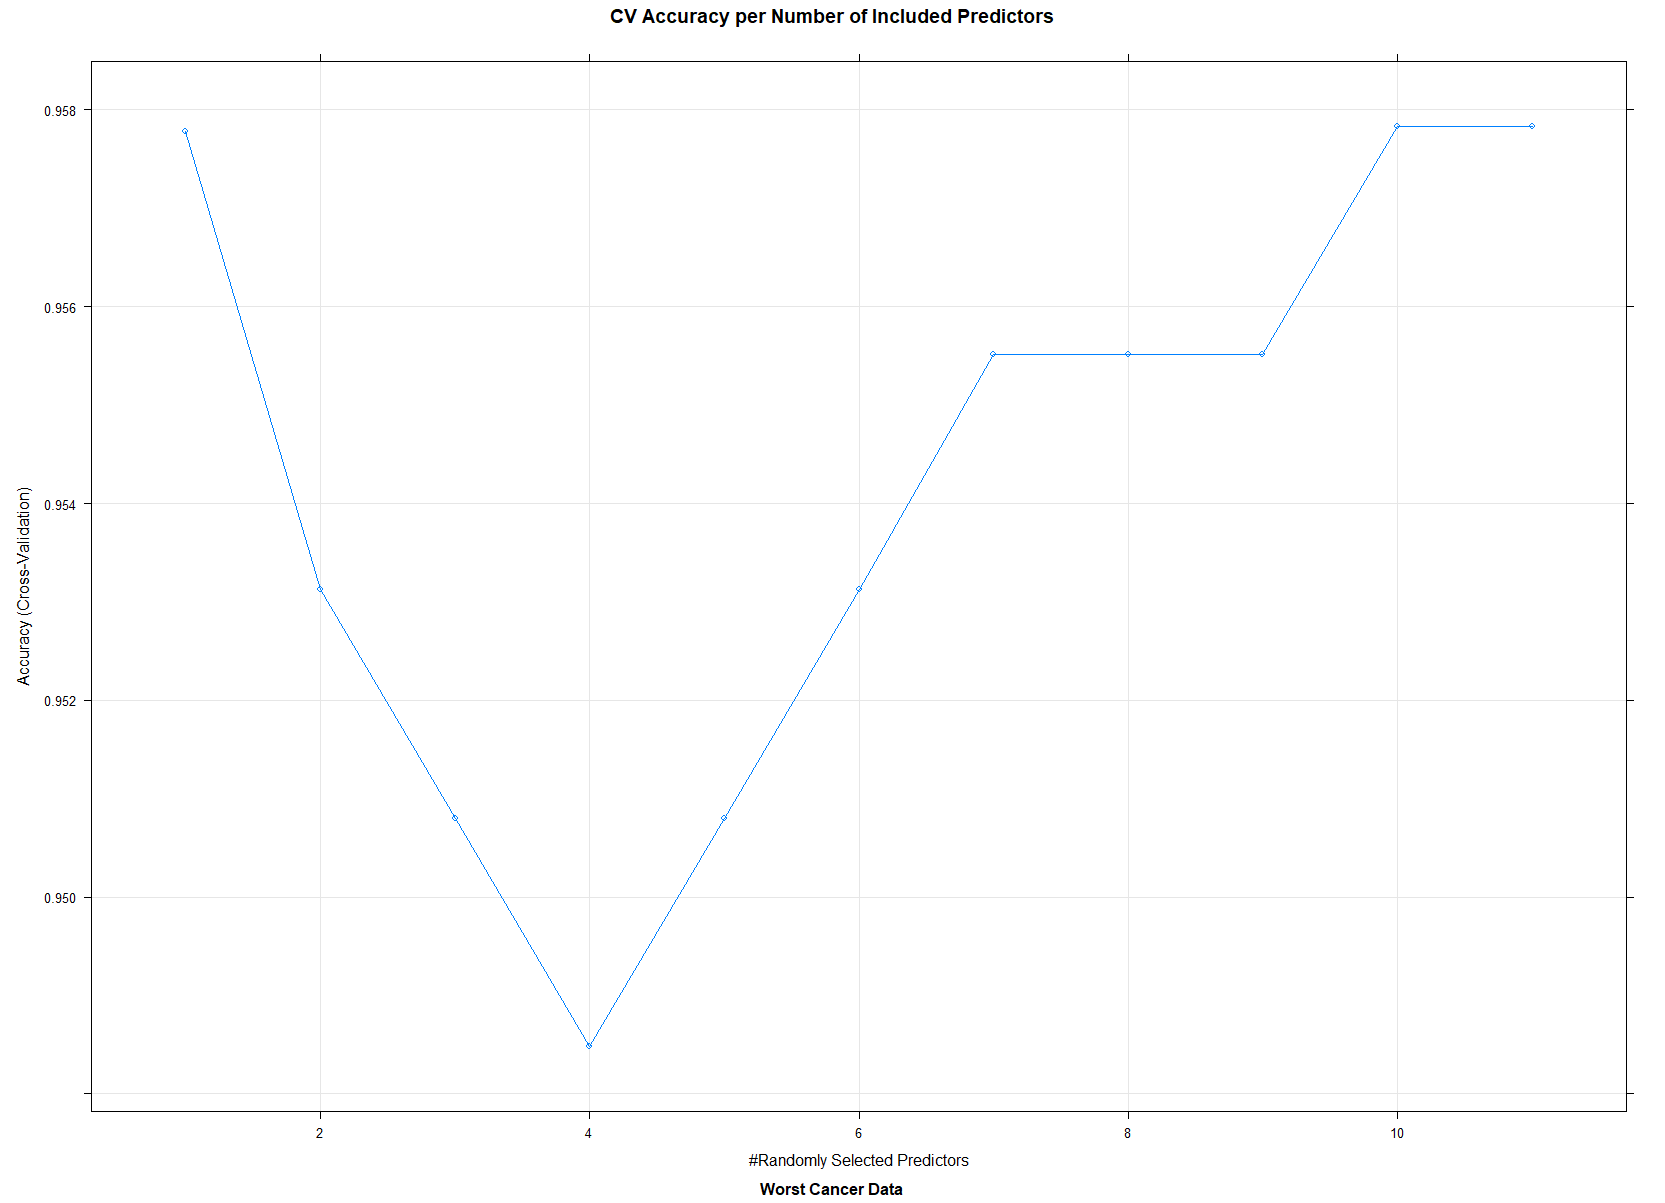 CV Accuracy per Number of Included Predictors
0.958
0.956
0.954
0.952
0.950
Accuracy (Cross-Validation)
2 4 6 8 10
#Randomly Selected Predictors
Worst Cancer Data